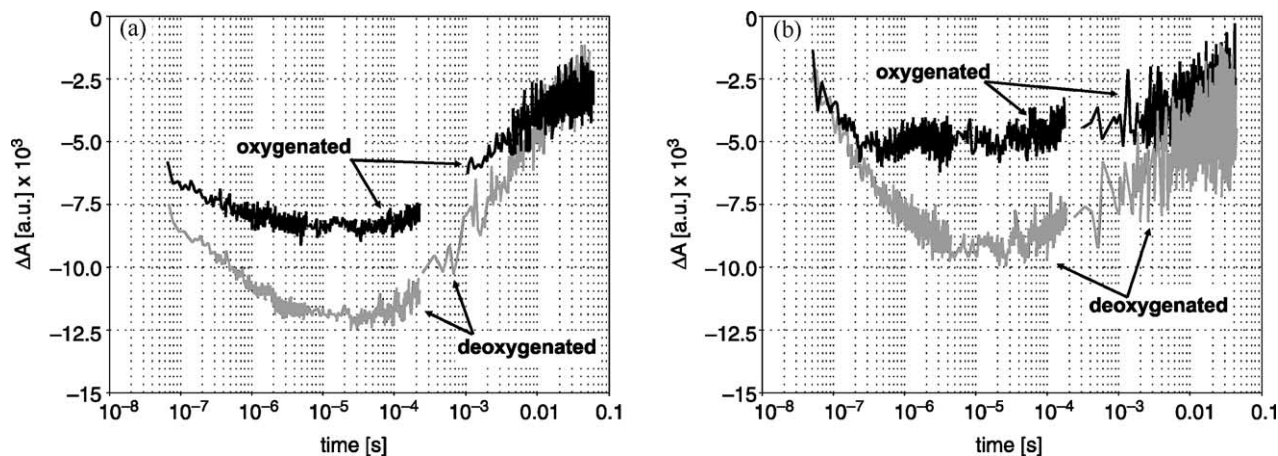 (a)
0
−2.5
−5.0
−7.5
−10.0
−12.5
−15
ΔA [a.u.] x 10³
oxygenated
deoxygenated
10⁻⁸ 10⁻⁷ 10⁻⁶ 10⁻⁵ 10⁻⁴ 10⁻³ 0.01 0.1
time [s]
(b)
0
−2.5
−5.0
−7.5
−10.0
−12.5
−15
ΔA [a.u.] x 10³
oxygenated
deoxygenated
10⁻⁸ 10⁻⁷ 10⁻⁶ 10⁻⁵ 10⁻⁴ 10⁻³ 0.01 0.1
time [s]